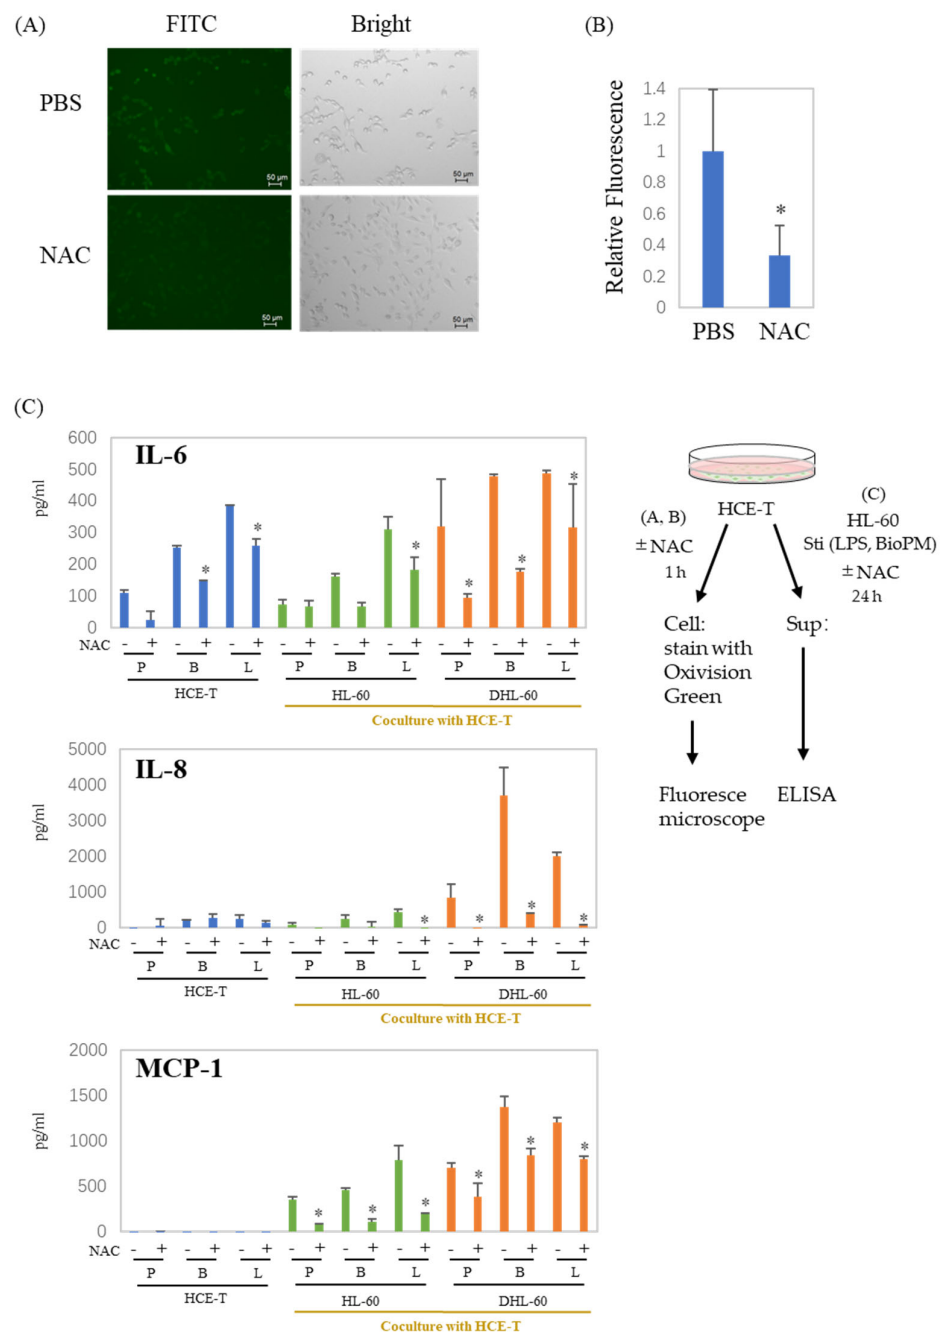 (A)
FITC
Bright
PBS
50 μm
50 μm
NAC
50 μm
50 μm
(B)
Relative Fluorescence
1.4
1.2
1
0.8
0.6
0.4
0.2
0
*
PBS
NAC
(C)
IL-6
pg/ml
600
500
400
300
200
100
0
* * * * * *
NAC - + - + - + - + - + - + - + - + - +
P B L P B L P B L
HCE-T HL-60 DHL-60
Coculture with HCE-T
IL-8
pg/ml
5000
4000
3000
2000
1000
0
* * * *
NAC - + - + - + - + - + - + - + - + - +
P B L P B L P B L
HCE-T HL-60 DHL-60
Coculture with HCE-T
MCP-1
pg/ml
2000
1500
1000
500
0
* * * * * *
NAC - + - + - + - + - + - + - + - + - +
P B L P B L P B L
HCE-T HL-60 DHL-60
Coculture with HCE-T
HCE-T
(A, B)
±NAC
1h
(C)
HL-60
Sti (LPS, BioPM)
±NAC
24h
Cell:
stain with
Oxivision
Green
Sup:
Fluoresce
microscope
ELISA